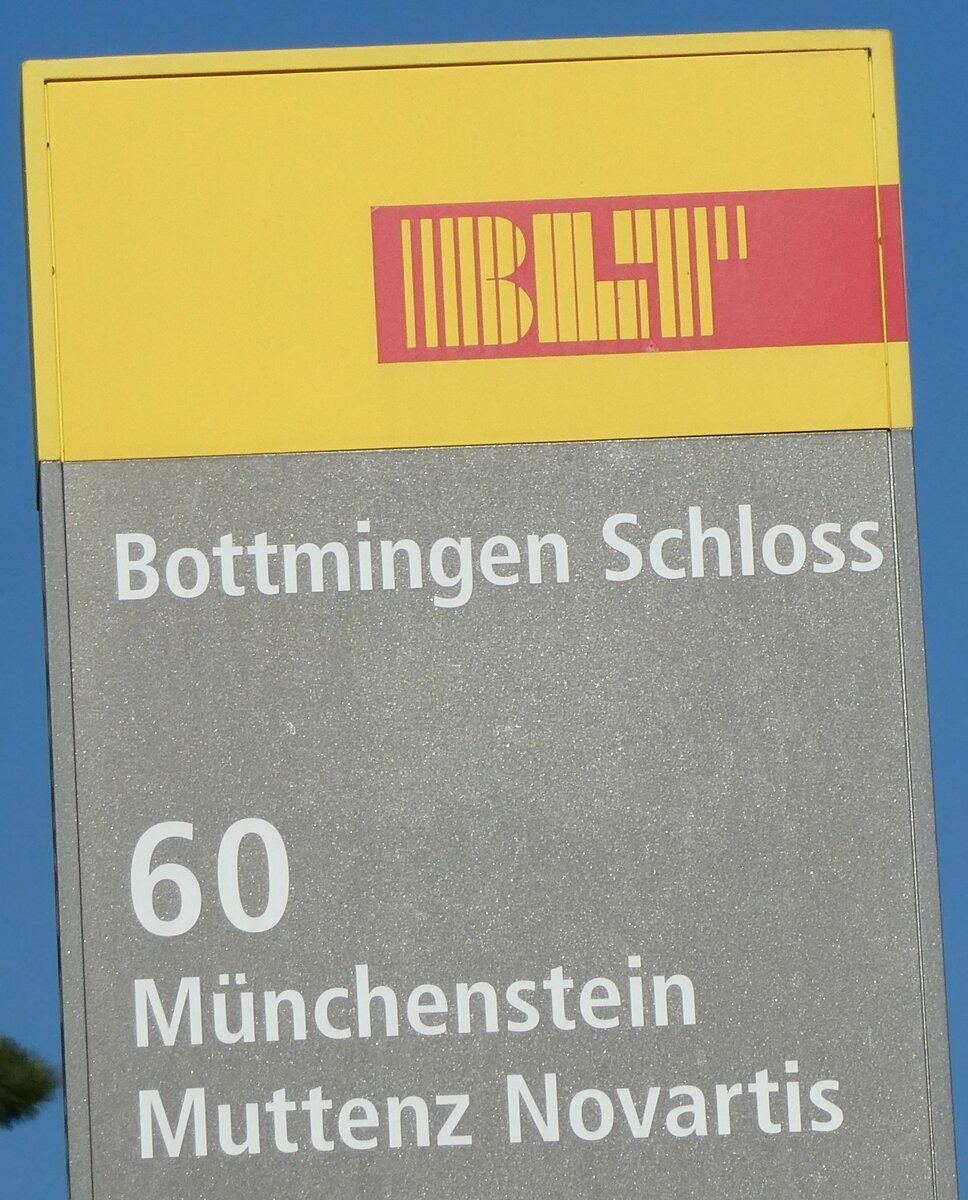 BLT
Bottmingen Schloss
60
Münchenstein
Muttenz Novartis